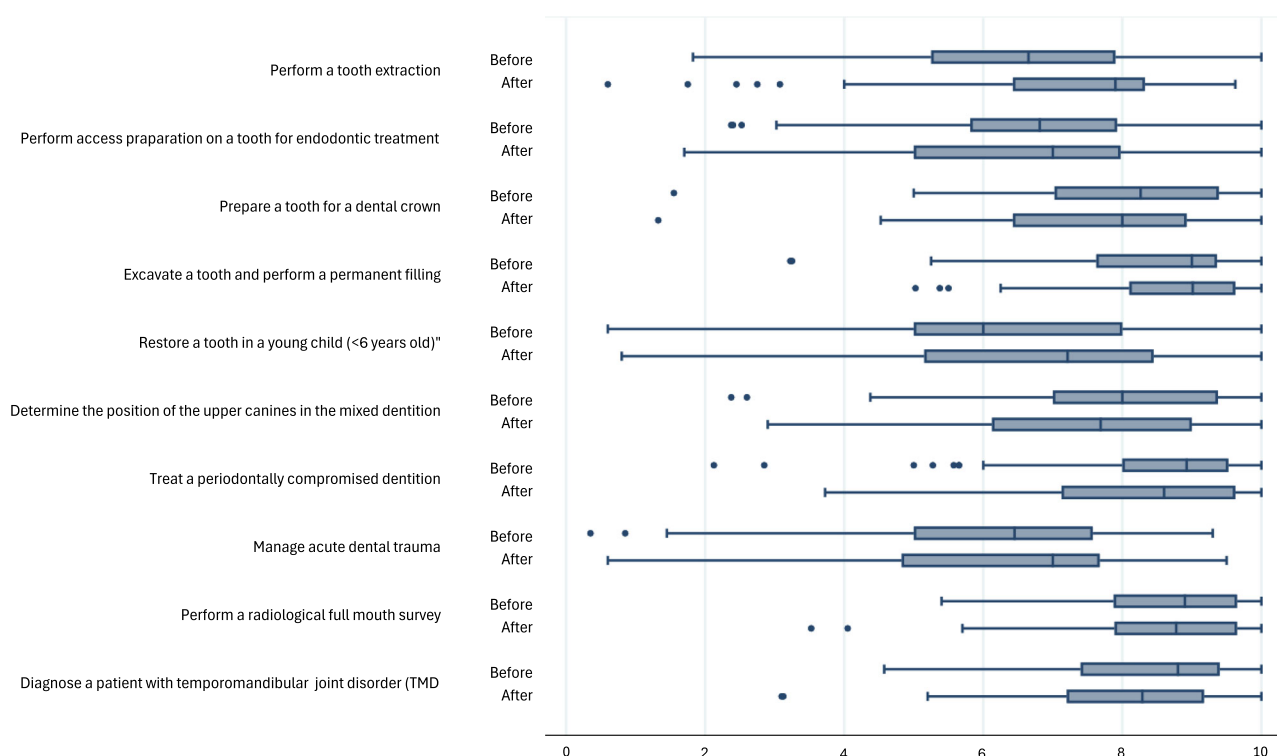 Perform a tooth extraction
Before
After
Perform access praparation on a tooth for endodontic treatment
Before
After
Prepare a tooth for a dental crown
Before
After
Excavate a tooth and perform a permanent filling
Before
After
Restore a tooth in a young child (<6 years old)"
Before
After
Determine the position of the upper canines in the mixed dentition
Before
After
Treat a periodontally compromised dentition
Before
After
Manage acute dental trauma
Before
After
Perform a radiological full mouth survey
Before
After
Diagnose a patient with temporomandibular  joint disorder (TMD
Before
After
0 2 4 6 8 10